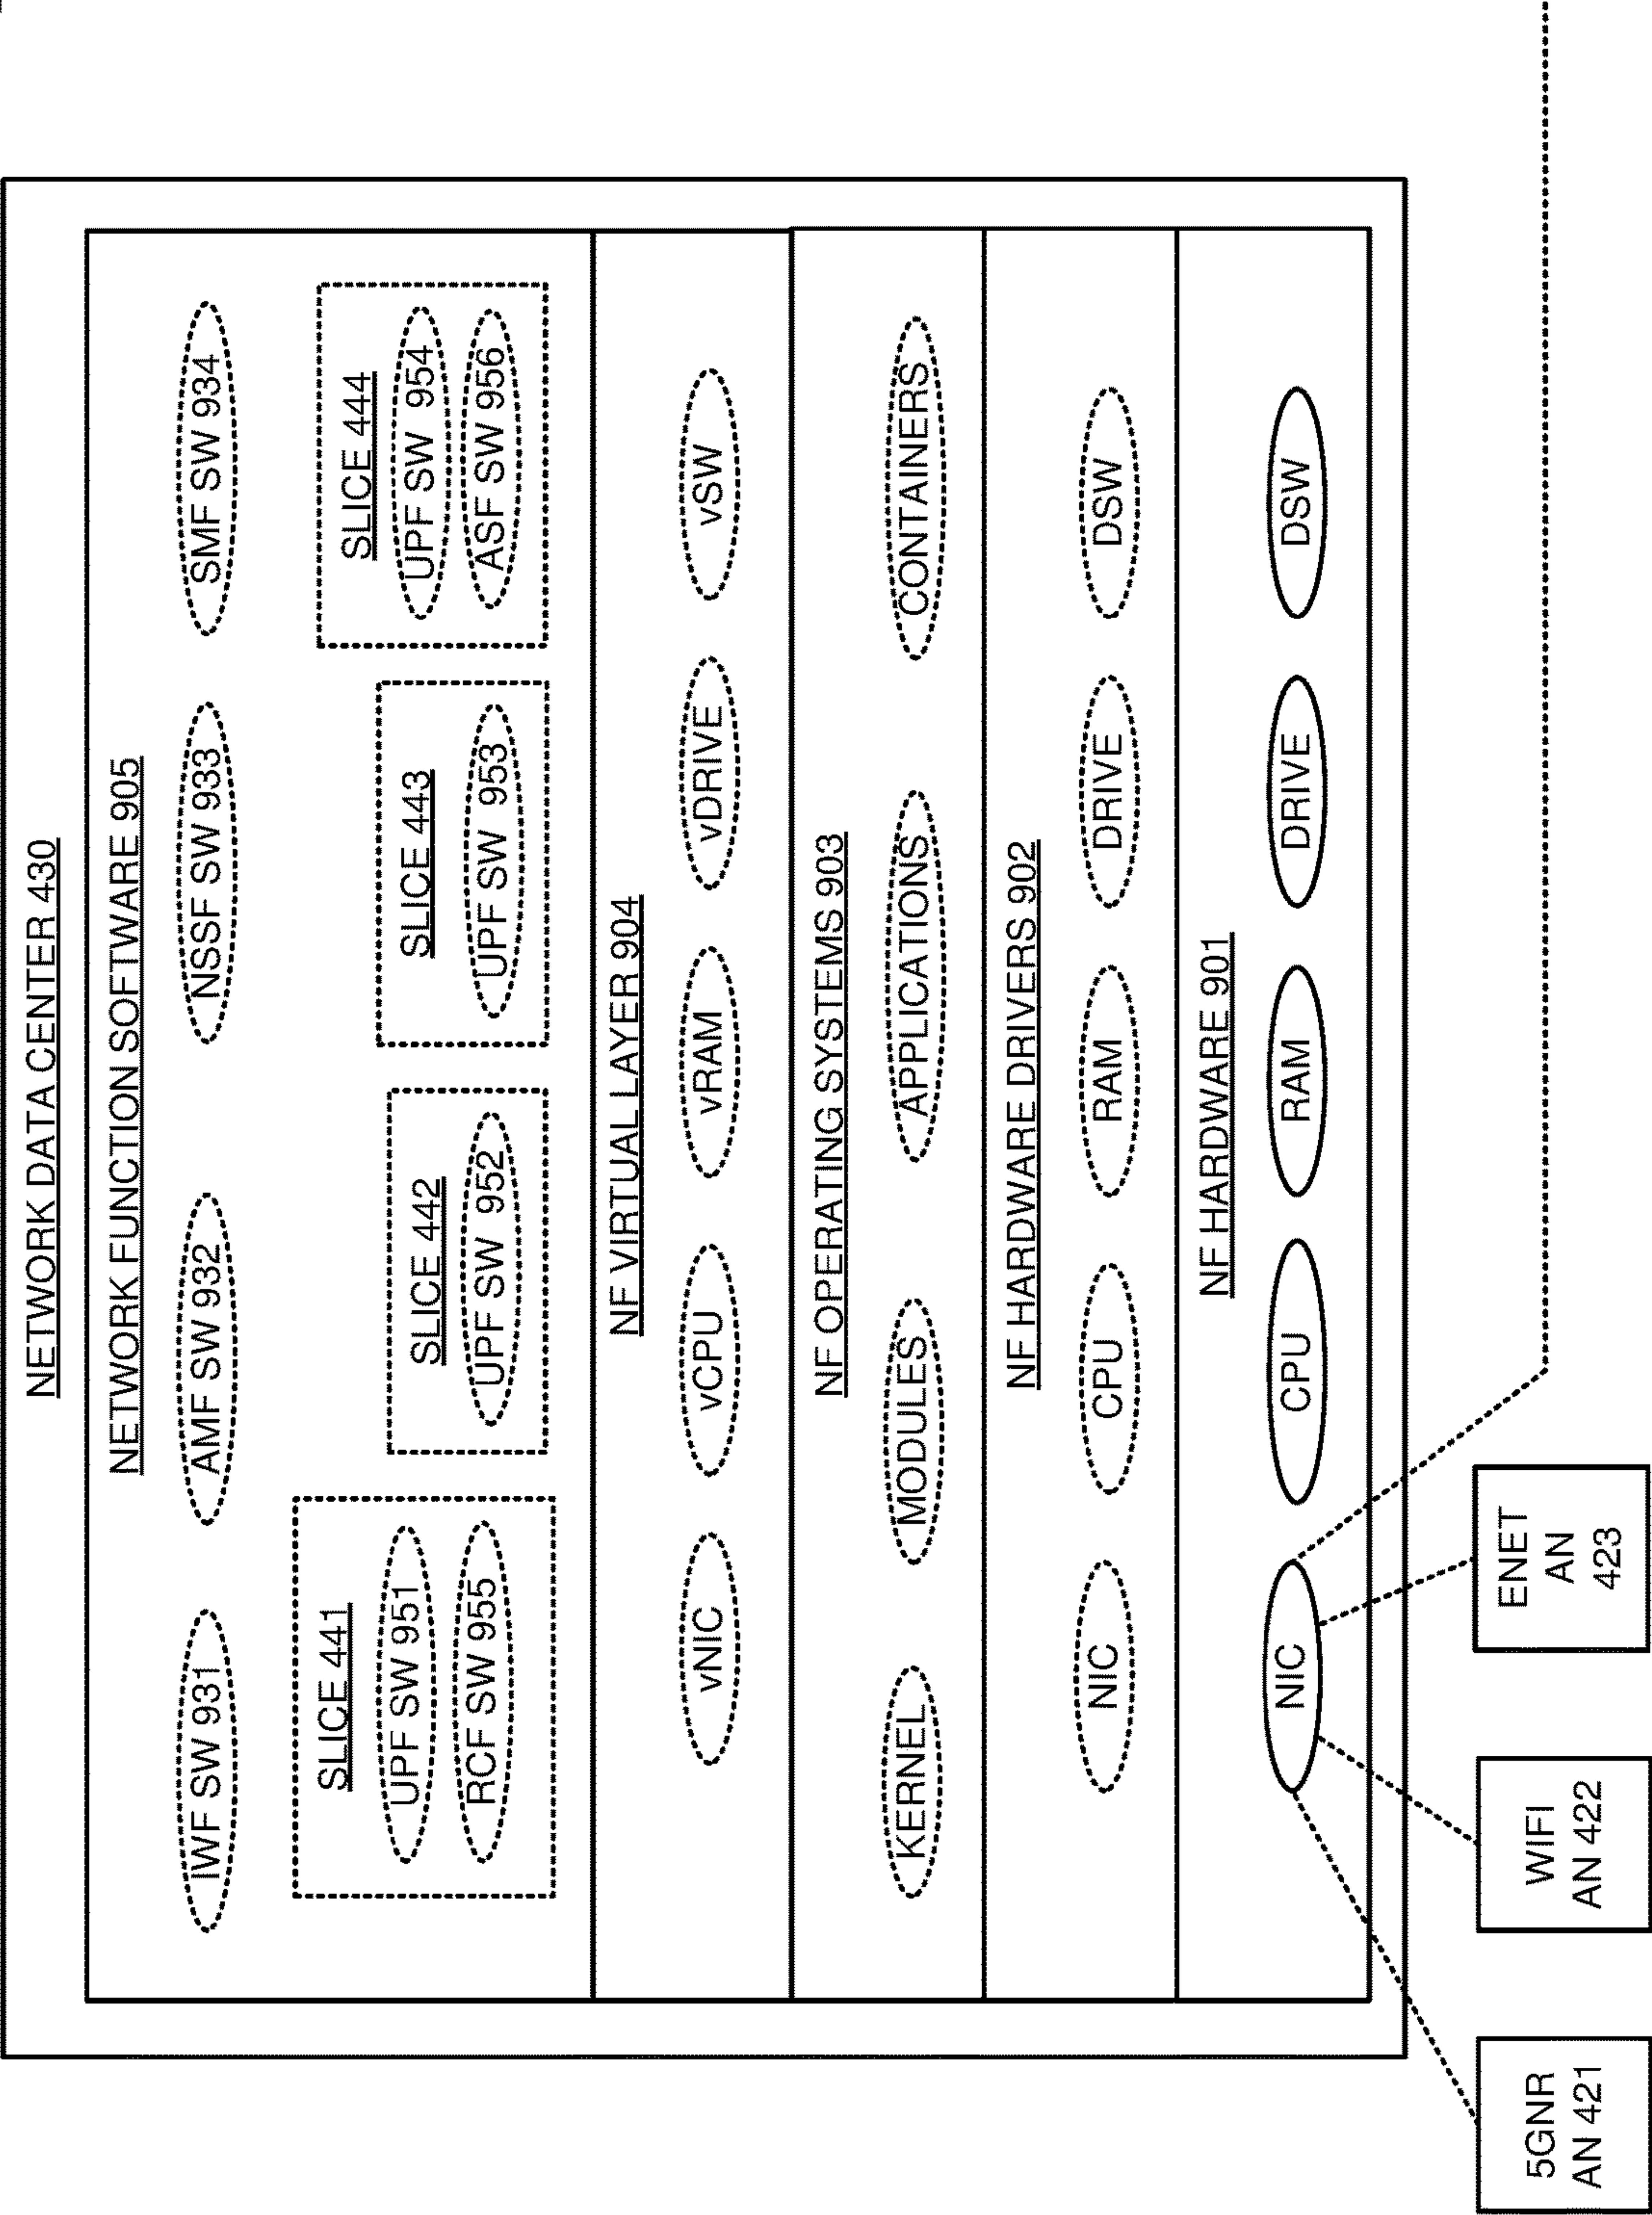 NETWORK DATA CENTER 430
NETWORK FUNCTION SOFTWARE 905
IWF SW 931
AMF SW 932
NSSF SW 933
SMF SW 934
SLICE 441
UPF SW 951
RCF SW 955
SLICE 442
UPF SW 952
SLICE 443
UPF SW 953
SLICE 444
UPF SW 954
ASF SW 956
NF VIRTUAL LAYER 904
vNIC
vCPU
vRAM
vDRIVE
vSW
NF OPERATING SYSTEMS 903
KERNEL
MODULES
APPLICATIONS
CONTAINERS
NF HARDWARE DRIVERS 902
NIC
CPU
RAM
DRIVE
DSW
NF HARDWARE 901
NIC
CPU
RAM
DRIVE
DSW
5GNR
AN 421
WIFI
AN 422
ENET
AN
423